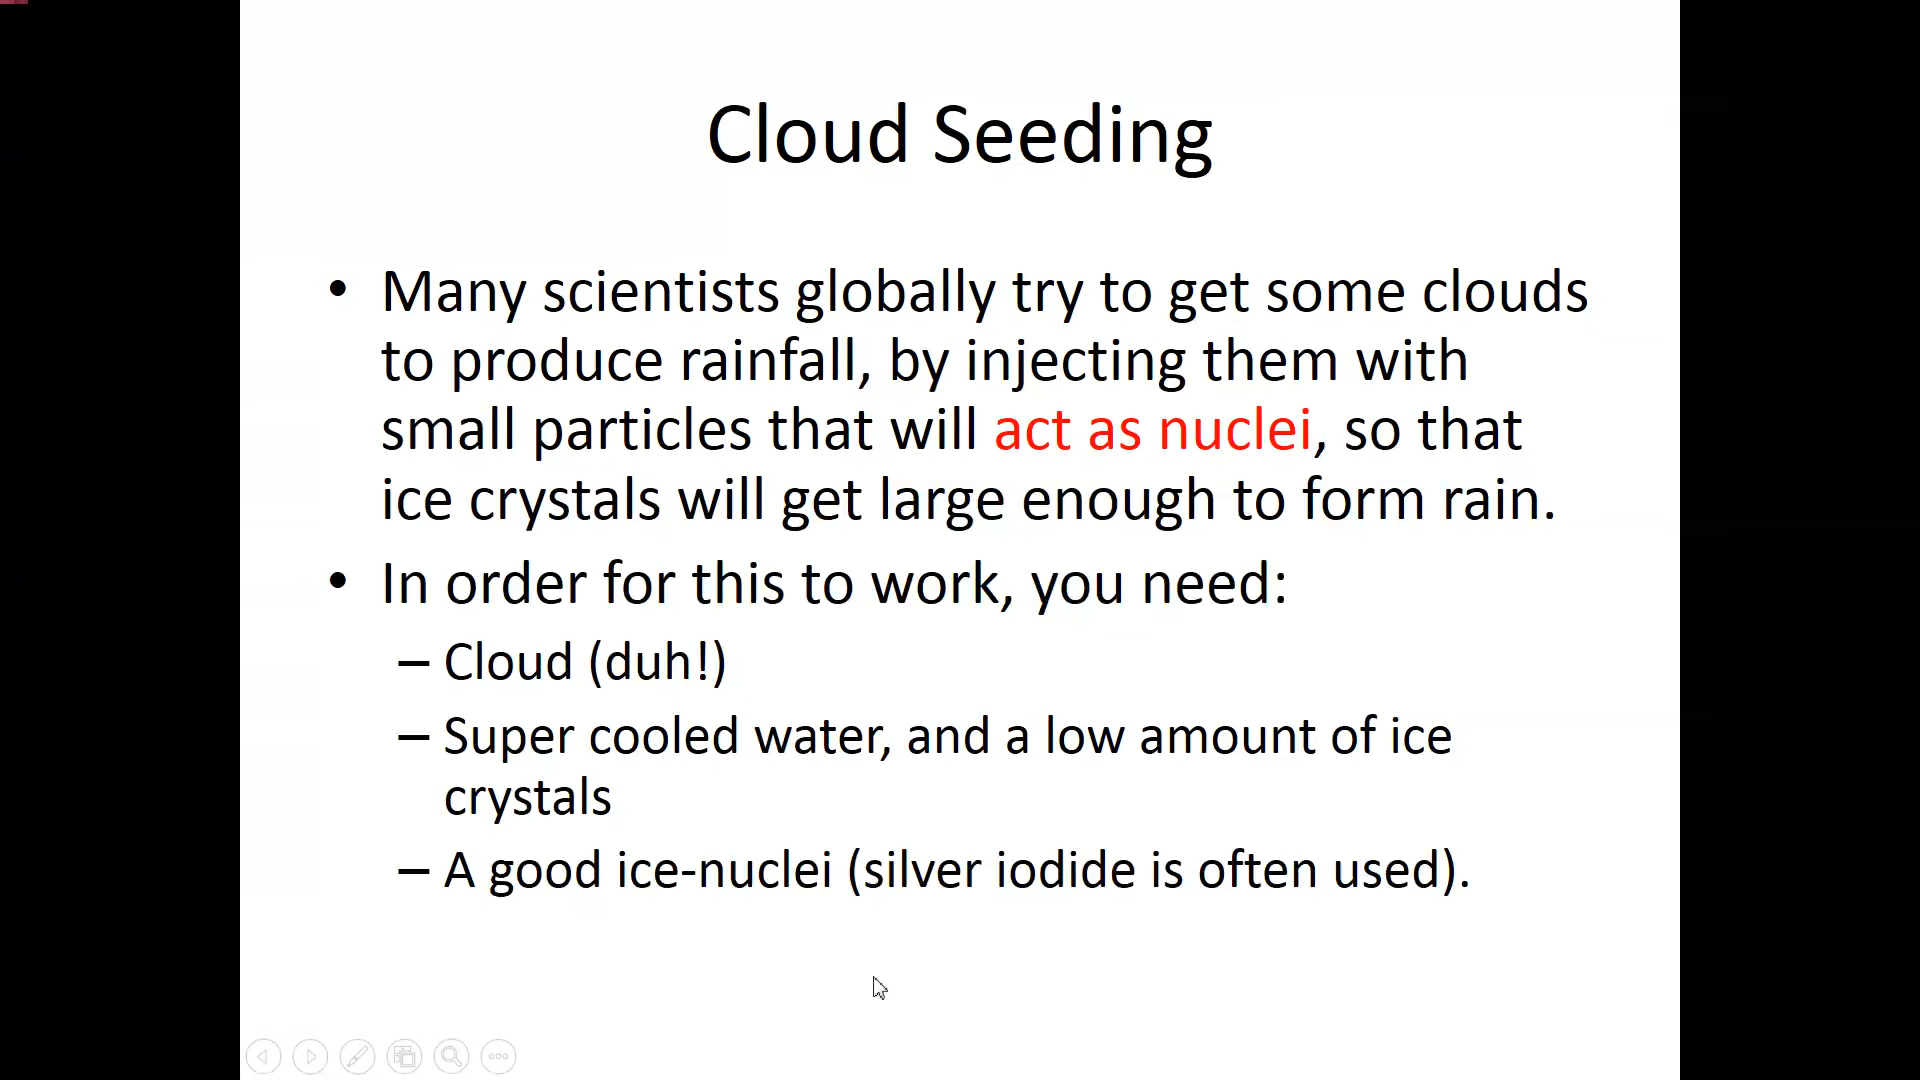 Cloud Seeding
• Many scientists globally try to get some clouds
to produce rainfall, by injecting them with
small particles that will act as nuclei, so that
ice crystals will get large enough to form rain.
• In order for this to work, you need:
– Cloud (duh!)
– Super cooled water, and a low amount of ice
crystals
– A good ice-nuclei (silver iodide is often used).